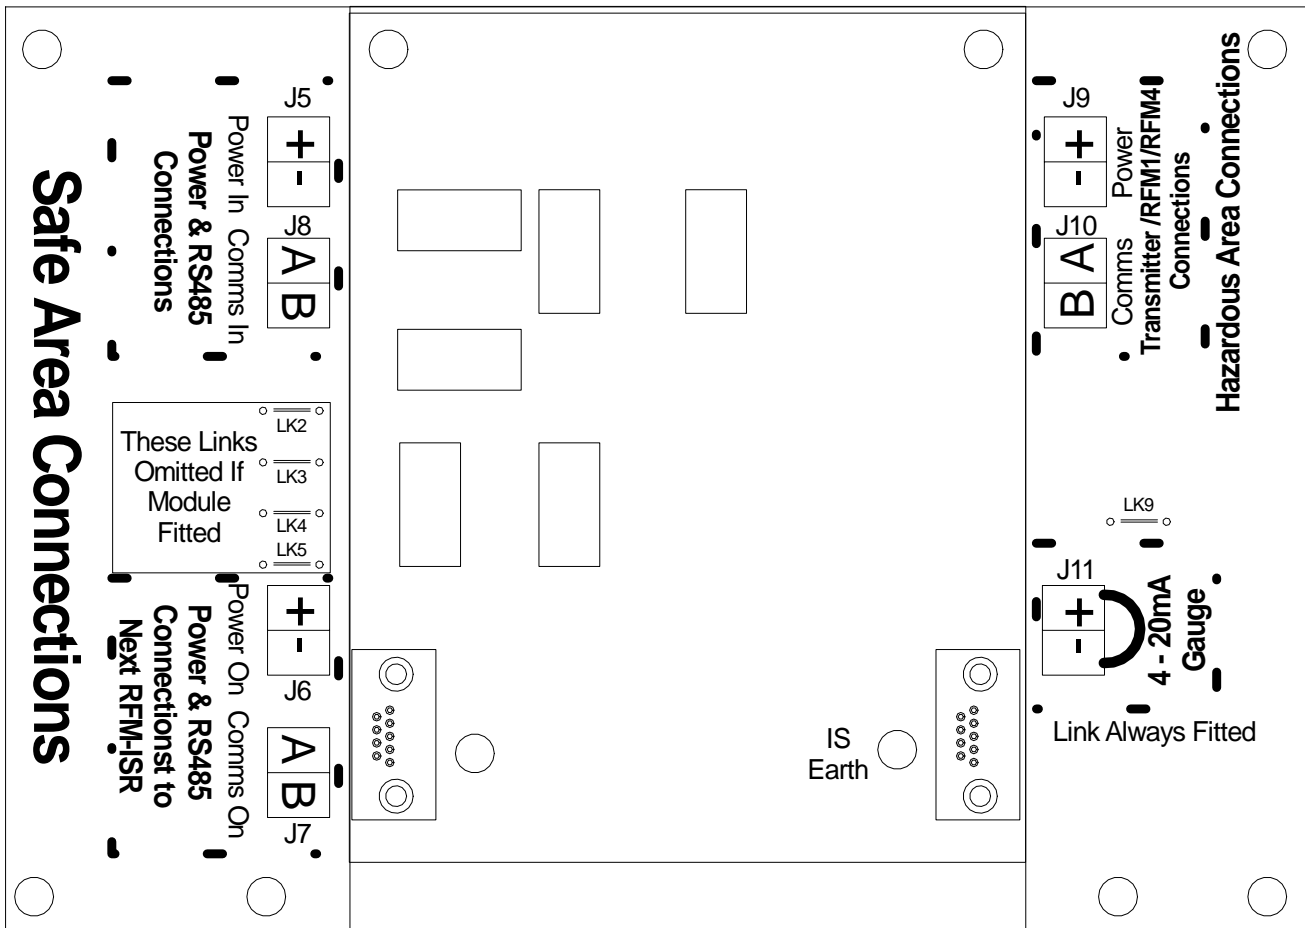 Safe Area Connections
J5
+
-
Power In
Power & RS485
Connections
J8
A
B
Comms In
These Links
Omitted If
Module
Fitted
LK2
LK3
LK4
LK5
+
-
J6
Power On
Power & RS485
Connectionst to
Next RFM-ISR
A
B
J7
Comms On
IS
Earth
J9
+
-
Power
J10
A
B
Comms
Transmitter /RFM1/RFM4
Connections
Hazardous Area Connections
LK9
J11
+
-
4 - 20mA
Gauge
Link Always Fitted